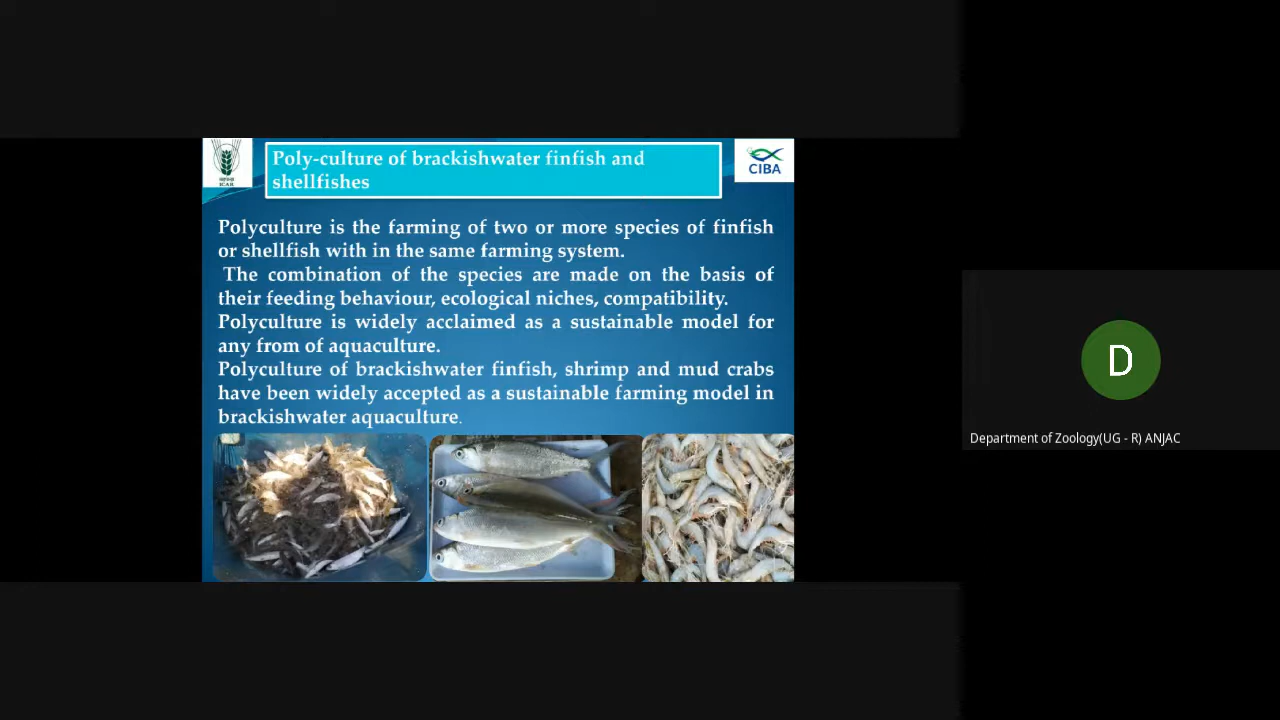 Poly-culture of brackishwater finfish and
shellfishes
CIBA
ICAR
Polyculture is the farming of two or more species of finfish
or shellfish with in the same farming system.
The combination of the species are made on the basis of
their feeding behaviour, ecological niches, compatibility.
Polyculture is widely acclaimed as a sustainable model for
any from of aquaculture.
Polyculture of brackishwater finfish, shrimp and mud crabs
have been widely accepted as a sustainable farming model in
brackishwater aquaculture.
D
Department of Zoology(UG - R) ANJAC